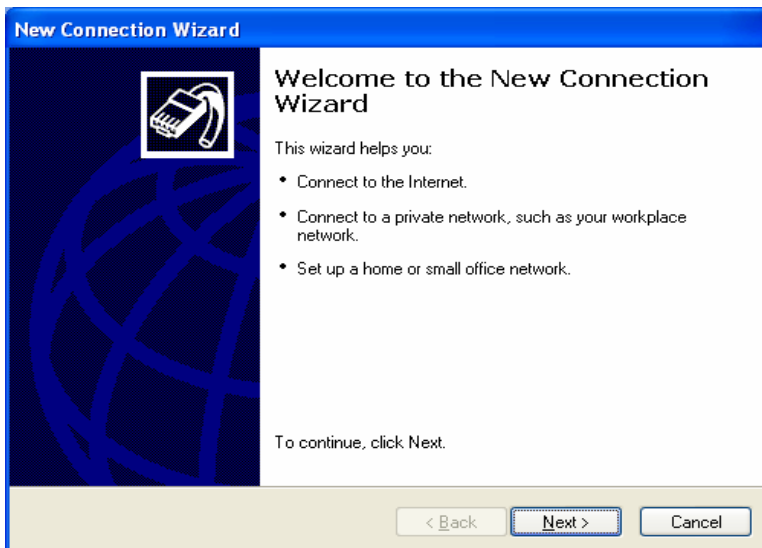 New Connection Wizard
Welcome to the New Connection
Wizard
This wizard helps you:
• Connect to the Internet.
• Connect to a private network, such as your workplace
network.
• Set up a home or small office network.
To continue, click Next.
< Back
Next >
Cancel